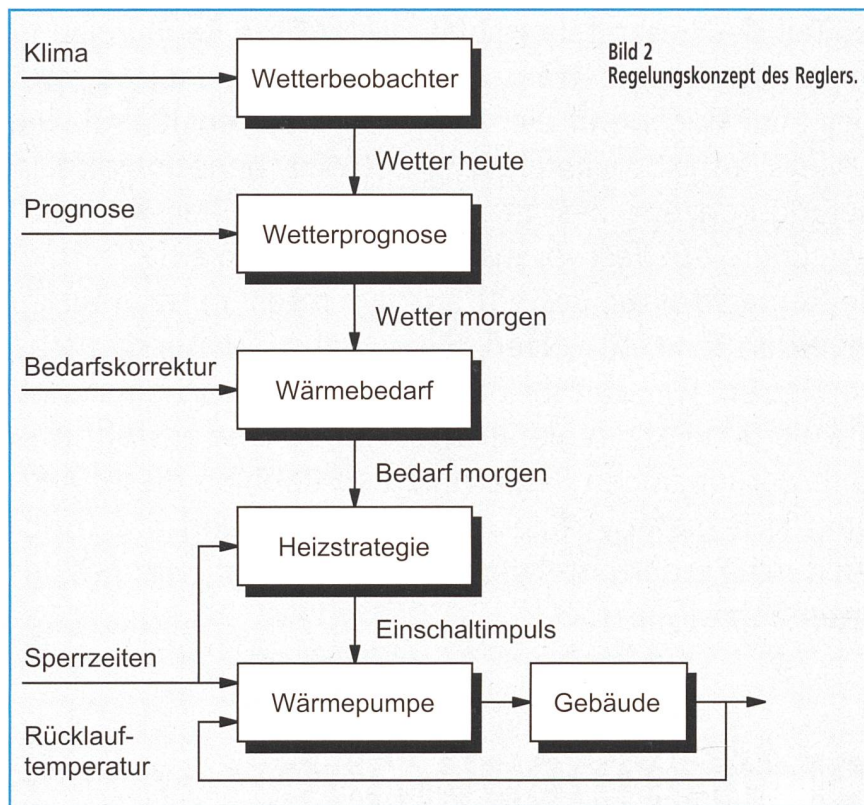 Klima
Wetterbeobachter
Bild 2
Regelungskonzept des Reglers.
Wetter heute
Prognose
Wetterprognose
Wetter morgen
Bedarfskorrektur
Wärmebedarf
Bedarf morgen
Heizstrategie
Einschaltimpuls
Sperrzeiten
Wärmepumpe
Gebäude
Rücklauf-
temperatur